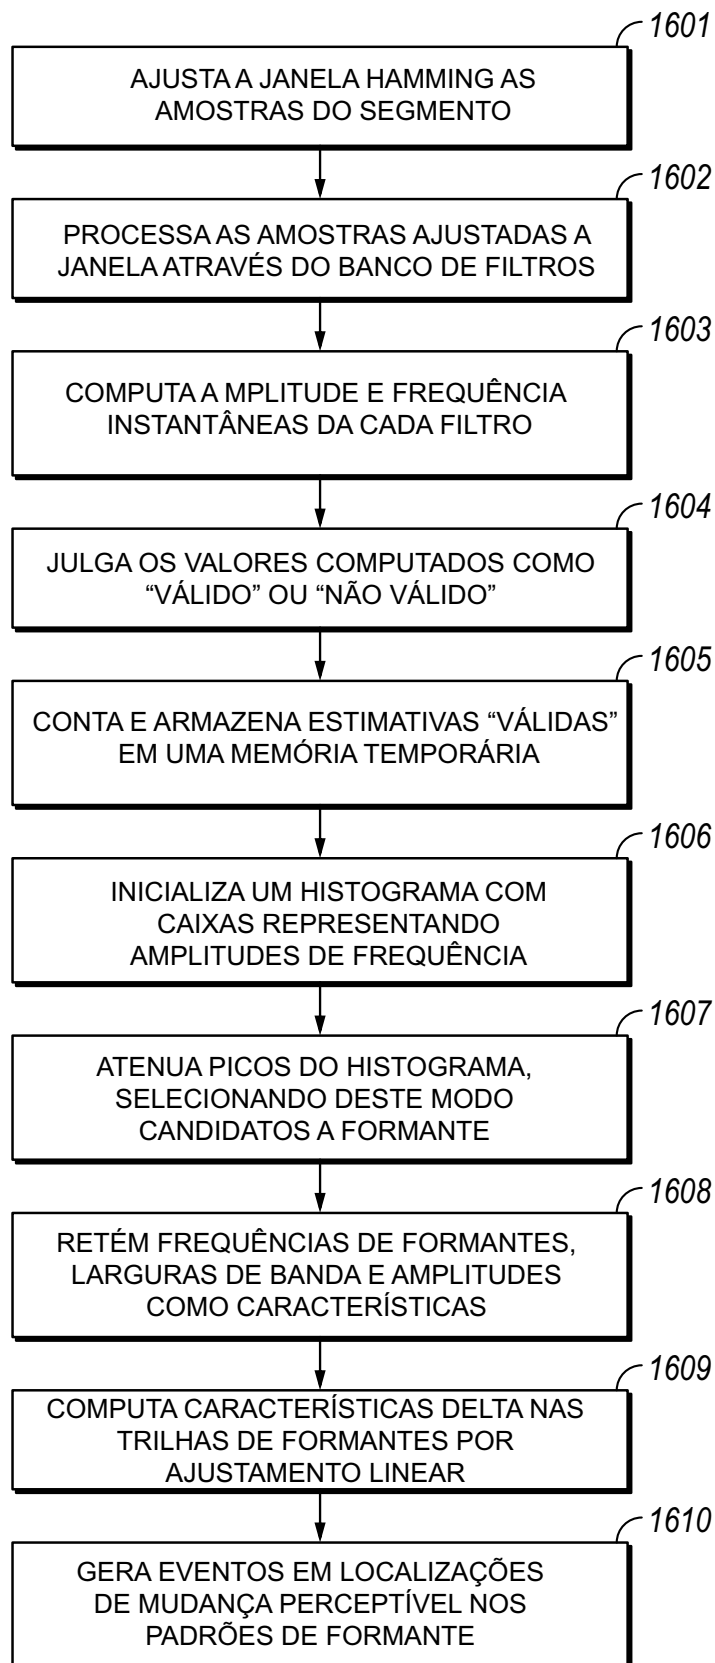 1601
AJUSTA A JANELA HAMMING AS
AMOSTRAS DO SEGMENTO
1602
PROCESSA AS AMOSTRAS AJUSTADAS A
JANELA ATRAVÉS DO BANCO DE FILTROS
1603
COMPUTA A MPLITUDE E FREQUÊNCIA
INSTANTÂNEAS DA CADA FILTRO
1604
JULGA OS VALORES COMPUTADOS COMO
“VÁLIDO” OU “NÃO VÁLIDO”
1605
CONTA E ARMAZENA ESTIMATIVAS “VÁLIDAS”
EM UMA MEMÓRIA TEMPORÁRIA
1606
INICIALIZA UM HISTOGRAMA COM
CAIXAS REPRESENTANDO
AMPLITUDES DE FREQUÊNCIA
1607
ATENUA PICOS DO HISTOGRAMA,
SELECIONANDO DESTE MODO
CANDIDATOS A FORMANTE
1608
RETÉM FREQUÊNCIAS DE FORMANTES,
LARGURAS DE BANDA E AMPLITUDES
COMO CARACTERÍSTICAS
1609
COMPUTA CARACTERÍSTICAS DELTA NAS
TRILHAS DE FORMANTES POR
AJUSTAMENTO LINEAR
1610
GERA EVENTOS EM LOCALIZAÇÕES
DE MUDANÇA PERCEPTÍVEL NOS
PADRÕES DE FORMANTE